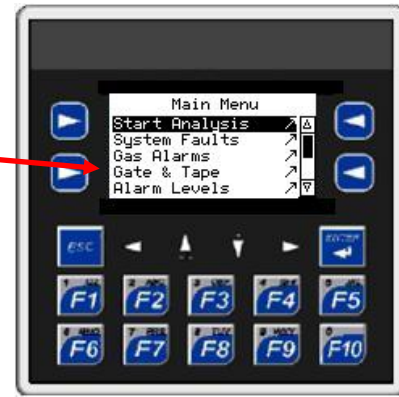 Main Menu
Start Analysis
System Faults
Gas Alarms
Gate & Tape
Alarm Levels
ESC
ENTER
F1 F2 F3 F4 F5
F6 F7 F8 F9 F10